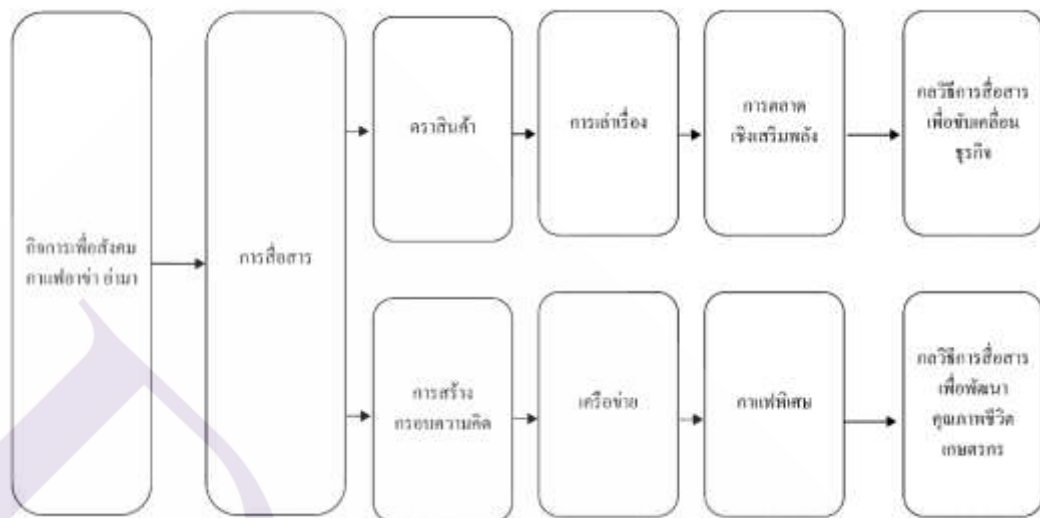 กิจการเพื่อสังคม
กาแฟอาข่า อ่ามา
การสื่อสาร
ตราสินค้า
การเล่าเรื่อง
การตลาด
เชิงเสริมพลัง
กลวิธีการสื่อสาร
เพื่อขับเคลื่อน
ธุรกิจ
การสร้าง
กรอบความคิด
เครือข่าย
กาแฟพิเศษ
กลวิธีการสื่อสาร
เพื่อพัฒนา
คุณภาพชีวิต
เกษตรกร